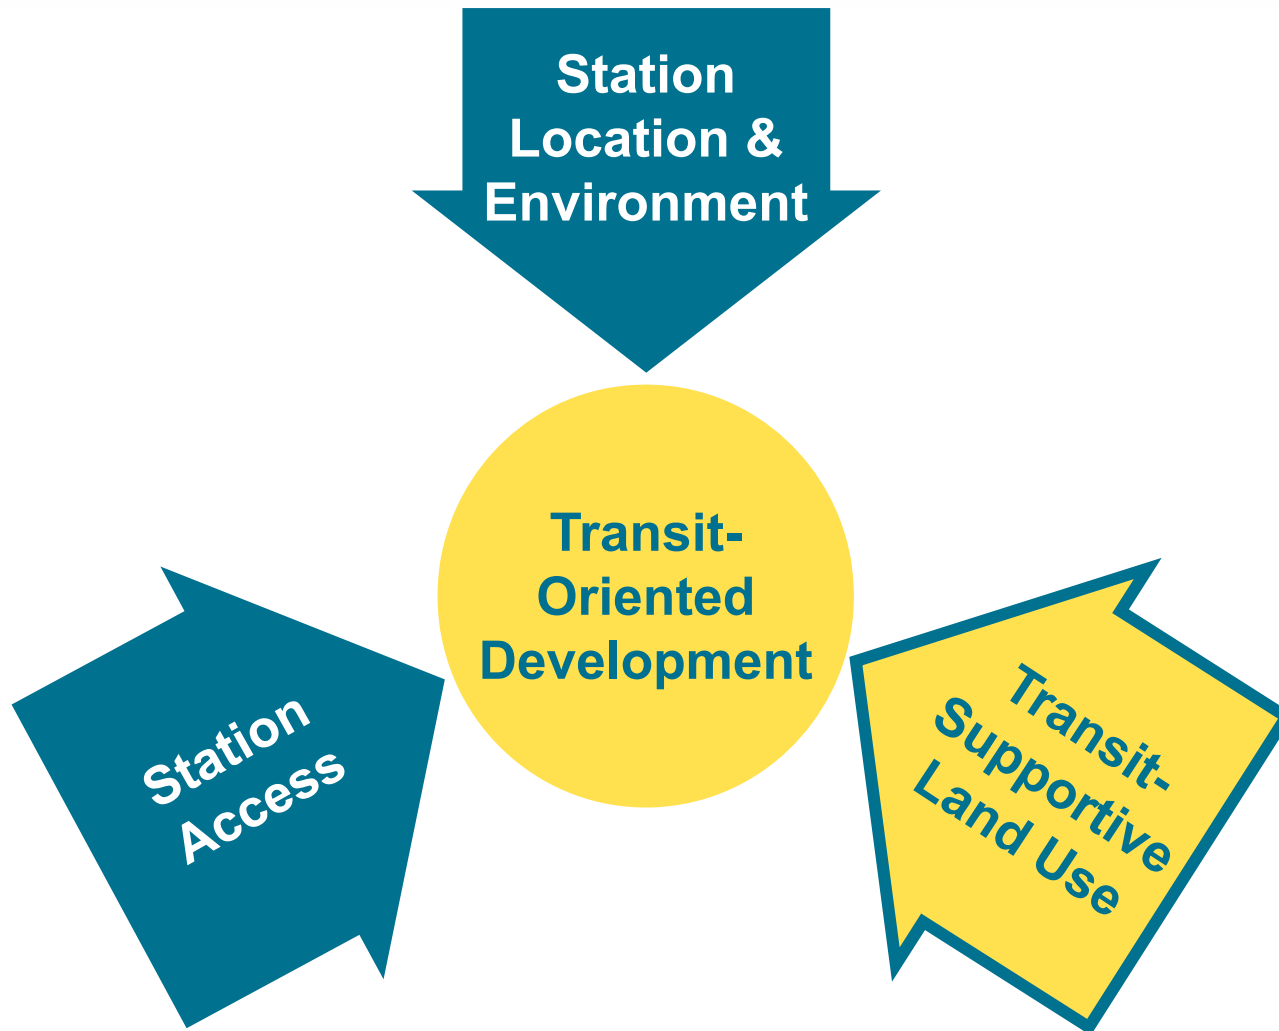 Station
Location &
Environment
Transit-
Oriented
Development
Station
Access
Transit-
Supportive
Land Use